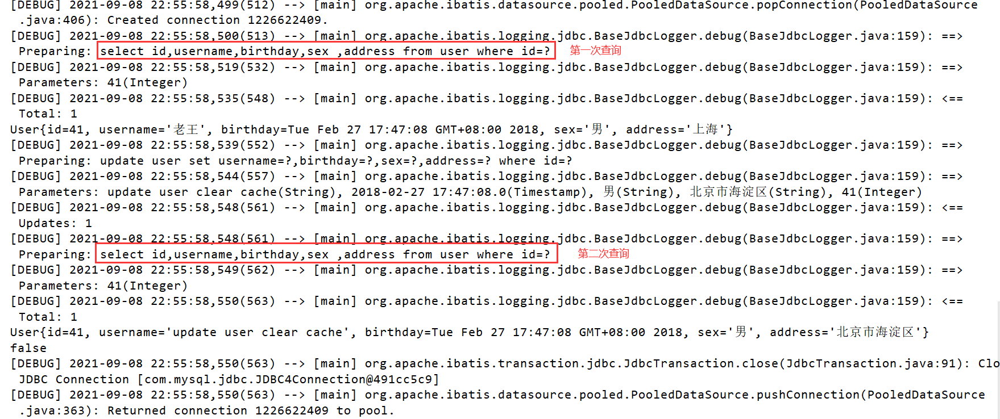 [DEBUG] 2021-09-08 22:55:58,499(512) --> [main] org.apache.ibatis.datasource.pooled.PooledDataSource.popConnection(PooledDataSource
.java:406): Created connection 1226622409.
[DEBUG] 2021-09-08 22:55:58,500(513) --> [main] org.apache.ibatis.logging.jdbc.BaseJdbcLogger.debug(BaseJdbcLogger.java:159): ==>
Preparing: select id,username,birthday,sex ,address from user where id=? 第一次查询
[DEBUG] 2021-09-08 22:55:58,519(532) --> [main] org.apache.ibatis.logging.jdbc.BaseJdbcLogger.debug(BaseJdbcLogger.java:159): ==>
Parameters: 41(Integer)
[DEBUG] 2021-09-08 22:55:58,535(548) --> [main] org.apache.ibatis.logging.jdbc.BaseJdbcLogger.debug(BaseJdbcLogger.java:159): <==
Total: 1
User{id=41, username='老王', birthday=Tue Feb 27 17:47:08 GMT+08:00 2018, sex='男', address='上海'}
[DEBUG] 2021-09-08 22:55:58,539(552) --> [main] org.apache.ibatis.logging.jdbc.BaseJdbcLogger.debug(BaseJdbcLogger.java:159): ==>
Preparing: update user set username=?,birthday=?,sex=?,address=? where id=?
[DEBUG] 2021-09-08 22:55:58,544(557) --> [main] org.apache.ibatis.logging.jdbc.BaseJdbcLogger.debug(BaseJdbcLogger.java:159): ==>
Parameters: update user clear cache(String), 2018-02-27 17:47:08.0(Timestamp), 男(String), 北京市海淀区(String), 41(Integer)
[DEBUG] 2021-09-08 22:55:58,548(561) --> [main] org.apache.ibatis.logging.jdbc.BaseJdbcLogger.debug(BaseJdbcLogger.java:159): <==
Updates: 1
[DEBUG] 2021-09-08 22:55:58,548(561) --> [main] org.apache.ibatis.logging.jdbc.BaseJdbcLogger.debug(BaseJdbcLogger.java:159): ==>
Preparing: select id,username,birthday,sex ,address from user where id=? 第二次查询
[DEBUG] 2021-09-08 22:55:58,549(562) --> [main] org.apache.ibatis.logging.jdbc.BaseJdbcLogger.debug(BaseJdbcLogger.java:159): ==>
Parameters: 41(Integer)
[DEBUG] 2021-09-08 22:55:58,550(563) --> [main] org.apache.ibatis.logging.jdbc.BaseJdbcLogger.debug(BaseJdbcLogger.java:159): <==
Total: 1
User{id=41, username='update user clear cache', birthday=Tue Feb 27 17:47:08 GMT+08:00 2018, sex='男', address='北京市海淀区'}
false
[DEBUG] 2021-09-08 22:55:58,550(563) --> [main] org.apache.ibatis.transaction.jdbc.JdbcTransaction.close(JdbcTransaction.java:91): Clo
JDBC Connection [com.mysql.jdbc.JDBC4Connection@491cc5c9]
[DEBUG] 2021-09-08 22:55:58,550(563) --> [main] org.apache.ibatis.datasource.pooled.PooledDataSource.pushConnection(PooledDataSource
.java:363): Returned connection 1226622409 to pool.